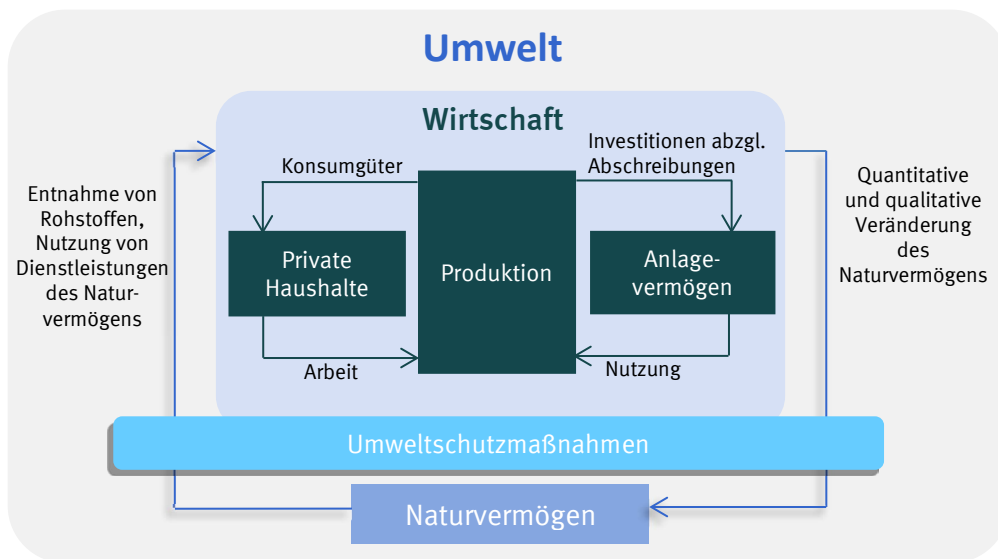 Umwelt
Wirtschaft
Entnahme von
Rohstoffen,
Nutzung von
Dienstleistungen
des Natur-
vermögens
Konsumgüter
Investitionen abzgl.
Abschreibungen
Private
Haushalte
Produktion
Anlage-
vermögen
Arbeit
Nutzung
Quantitative
und qualitative
Veränderung
des
Naturvermögens
Umweltschutzmaßnahmen
Naturvermögen